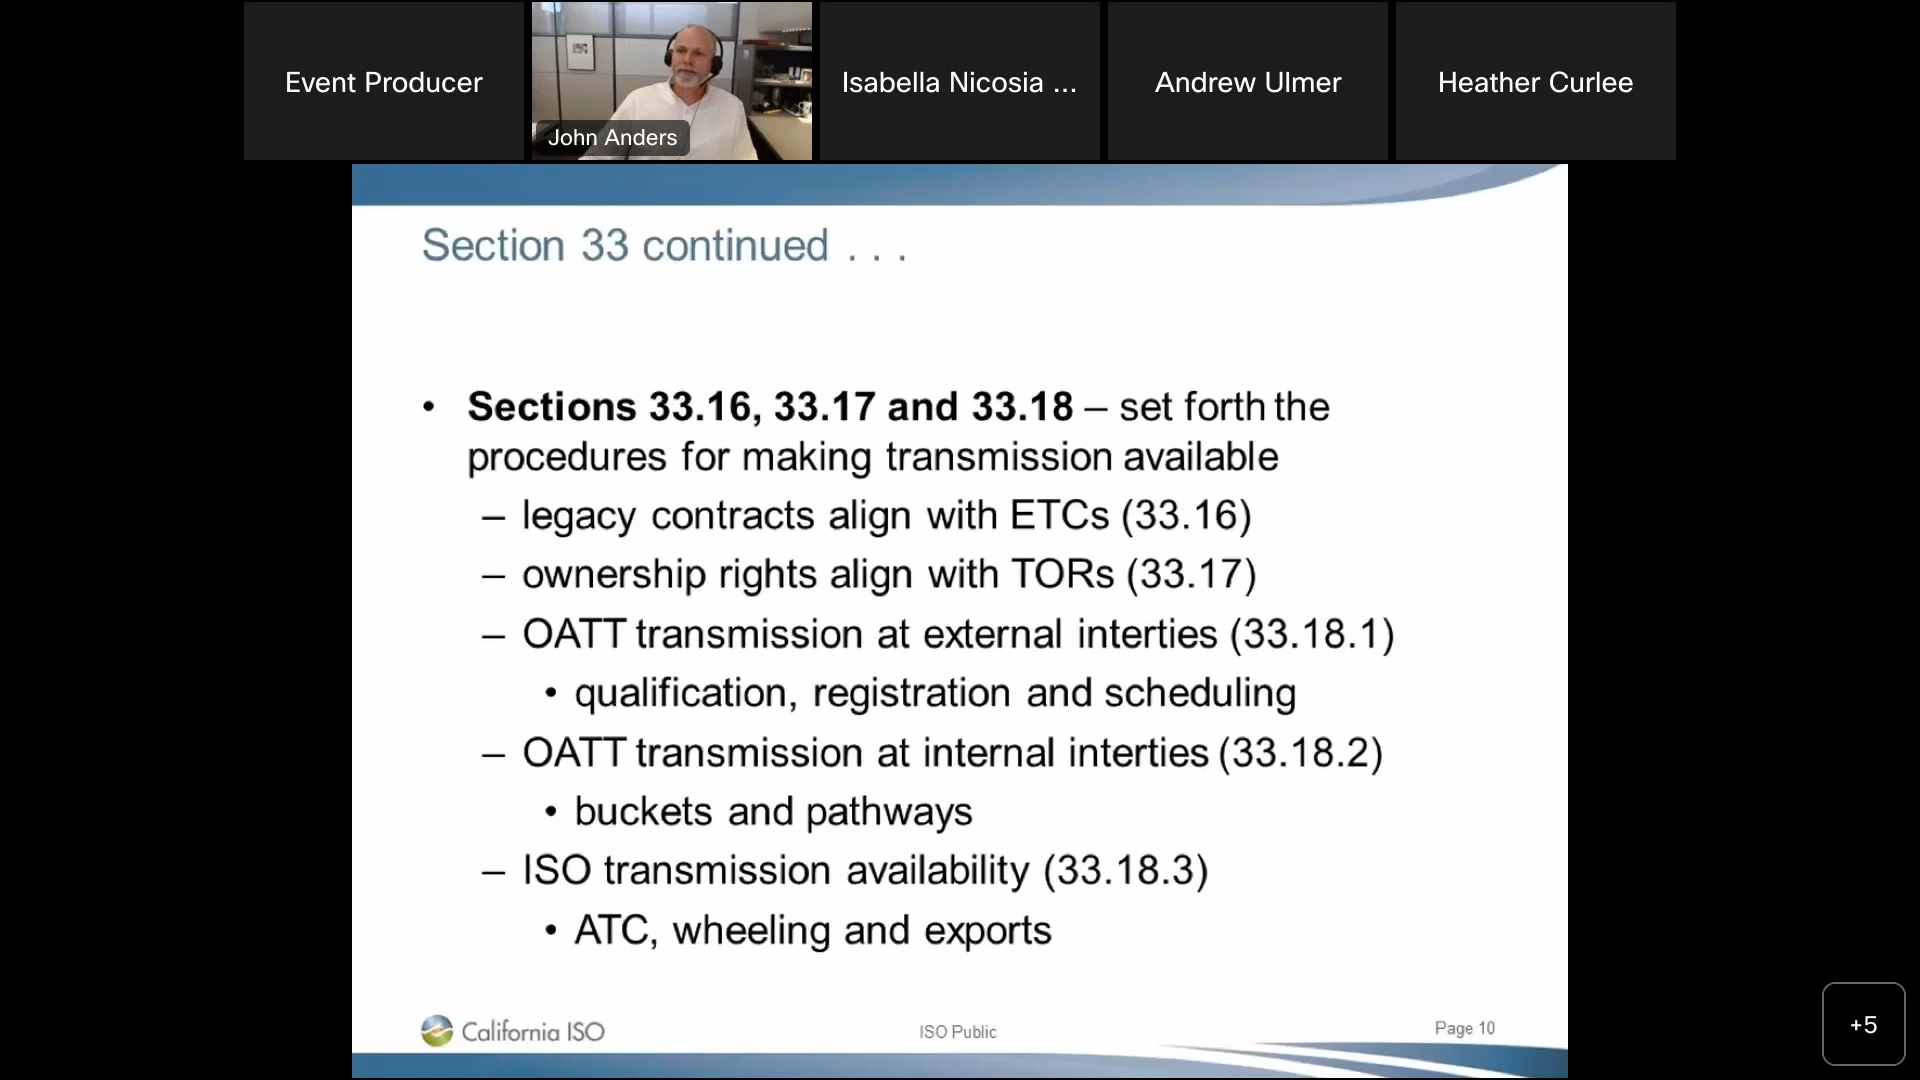 Event Producer
John Anders
Isabella Nicosia ...
Andrew Ulmer
Heather Curlee
Section 33 continued . . .
• Sections 33.16, 33.17 and 33.18 – set forth the
procedures for making transmission available
– legacy contracts align with ETCs (33.16)
– ownership rights align with TORs (33.17)
– OATT transmission at external interties (33.18.1)
• qualification, registration and scheduling
– OATT transmission at internal interties (33.18.2)
• buckets and pathways
– ISO transmission availability (33.18.3)
• ATC, wheeling and exports
California ISO
ISO Public
Page 10
+5